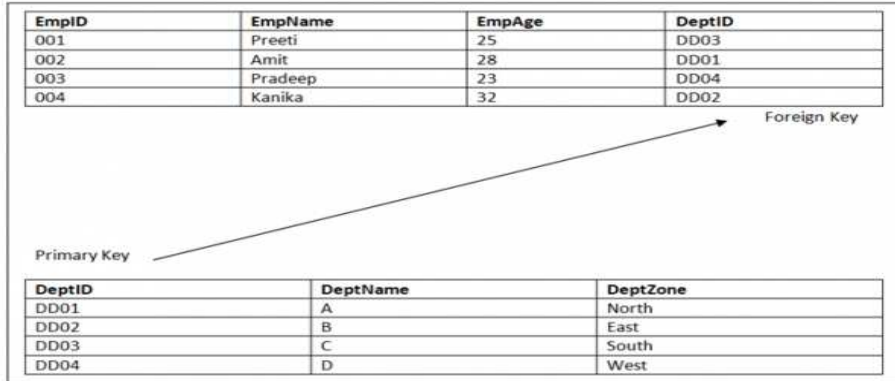 EmpID EmpName EmpAge DeptID
001 Preeti 25 DD03
002 Amit 28 DD01
003 Pradeep 23 DD04
004 Kanika 32 DD02
Foreign Key
Primary Key
DeptID DeptName DeptZone
DD01 A North
DD02 B East
DD03 C South
DD04 D West